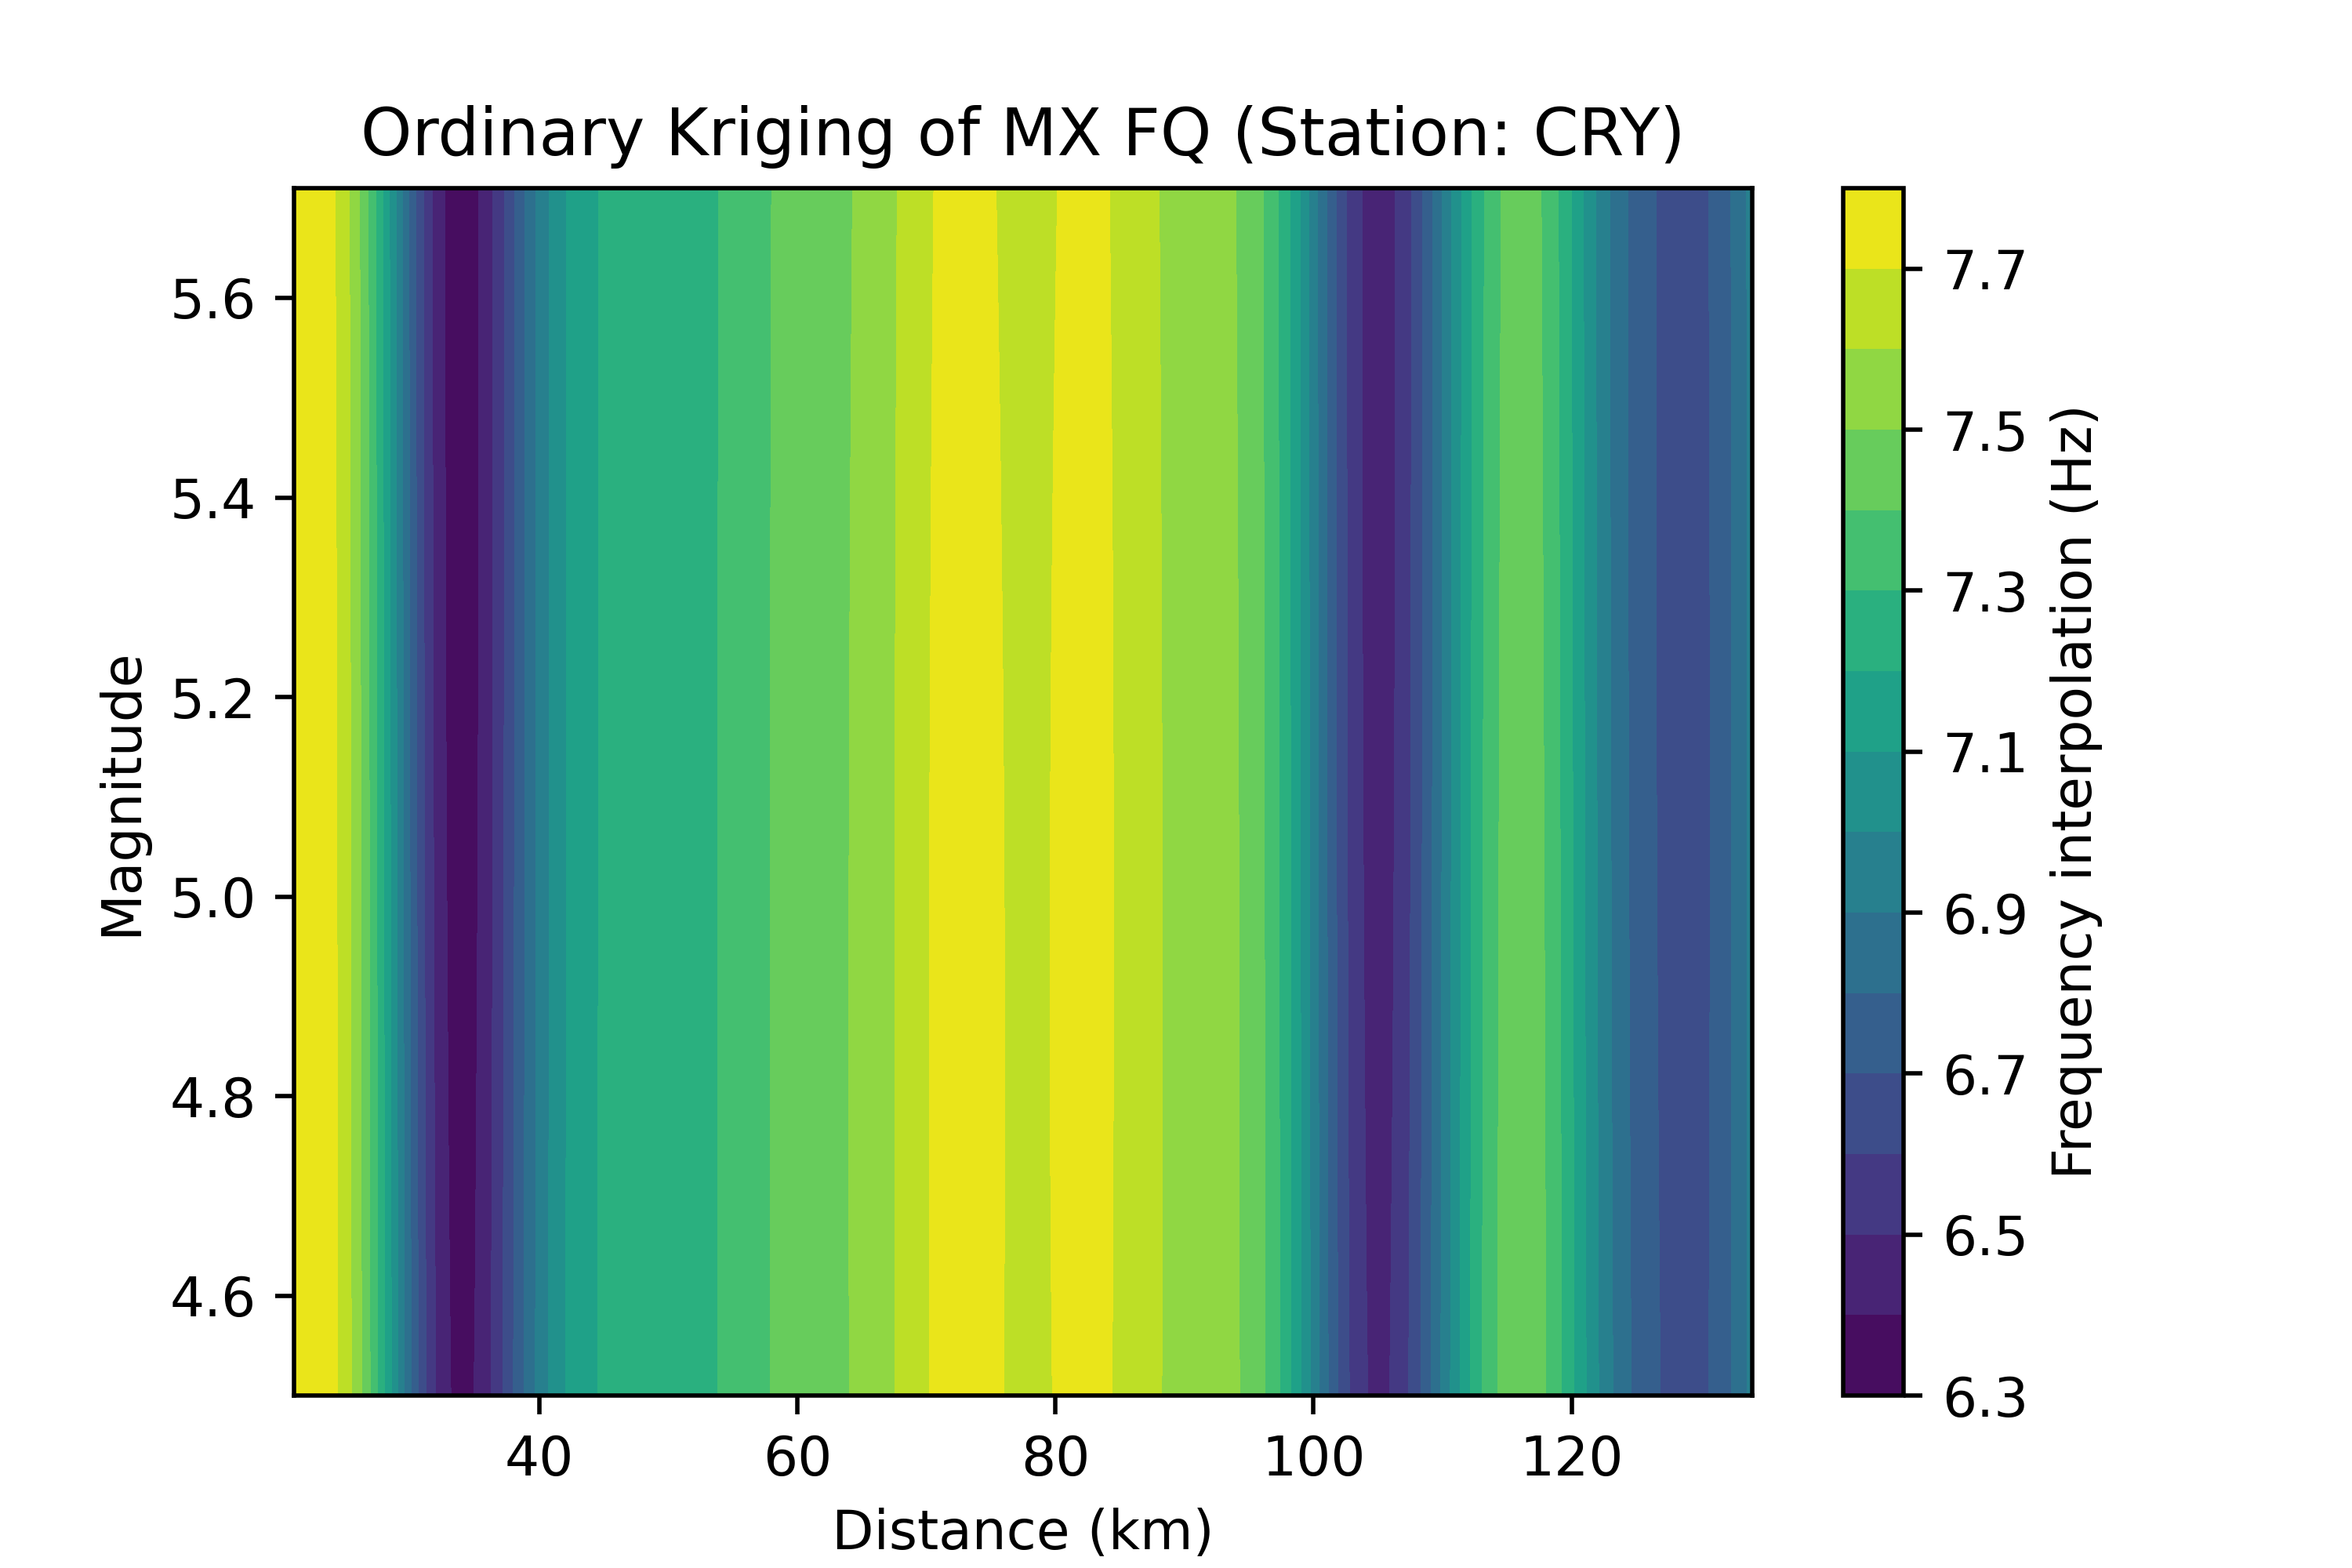 Ordinary Kriging of MX FQ (Station: CRY)
5.6
5.4
5.2
5.0
4.8
4.6
Magnitude
40 60 80 100 120
Distance (km)
7.7
7.5
7.3
7.1
6.9
6.7
6.5
6.3
Frequency interpolation (Hz)